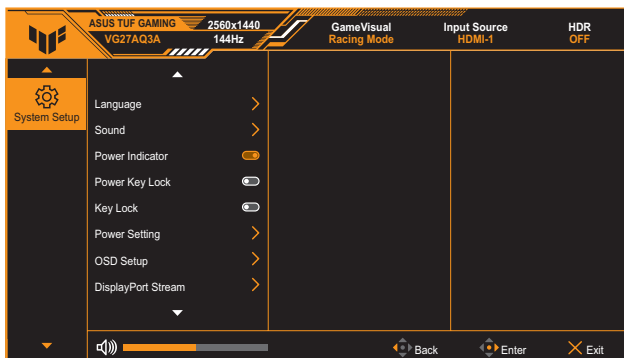 ASUS TUF GAMING 2560x1440 GameVisual Input Source HDR
VG27AQ3A 144Hz Racing Mode HDMI-1 OFF
System Setup
Language
Sound
Power Indicator
Power Key Lock
Key Lock
Power Setting
OSD Setup
DisplayPort Stream
Back Enter Exit